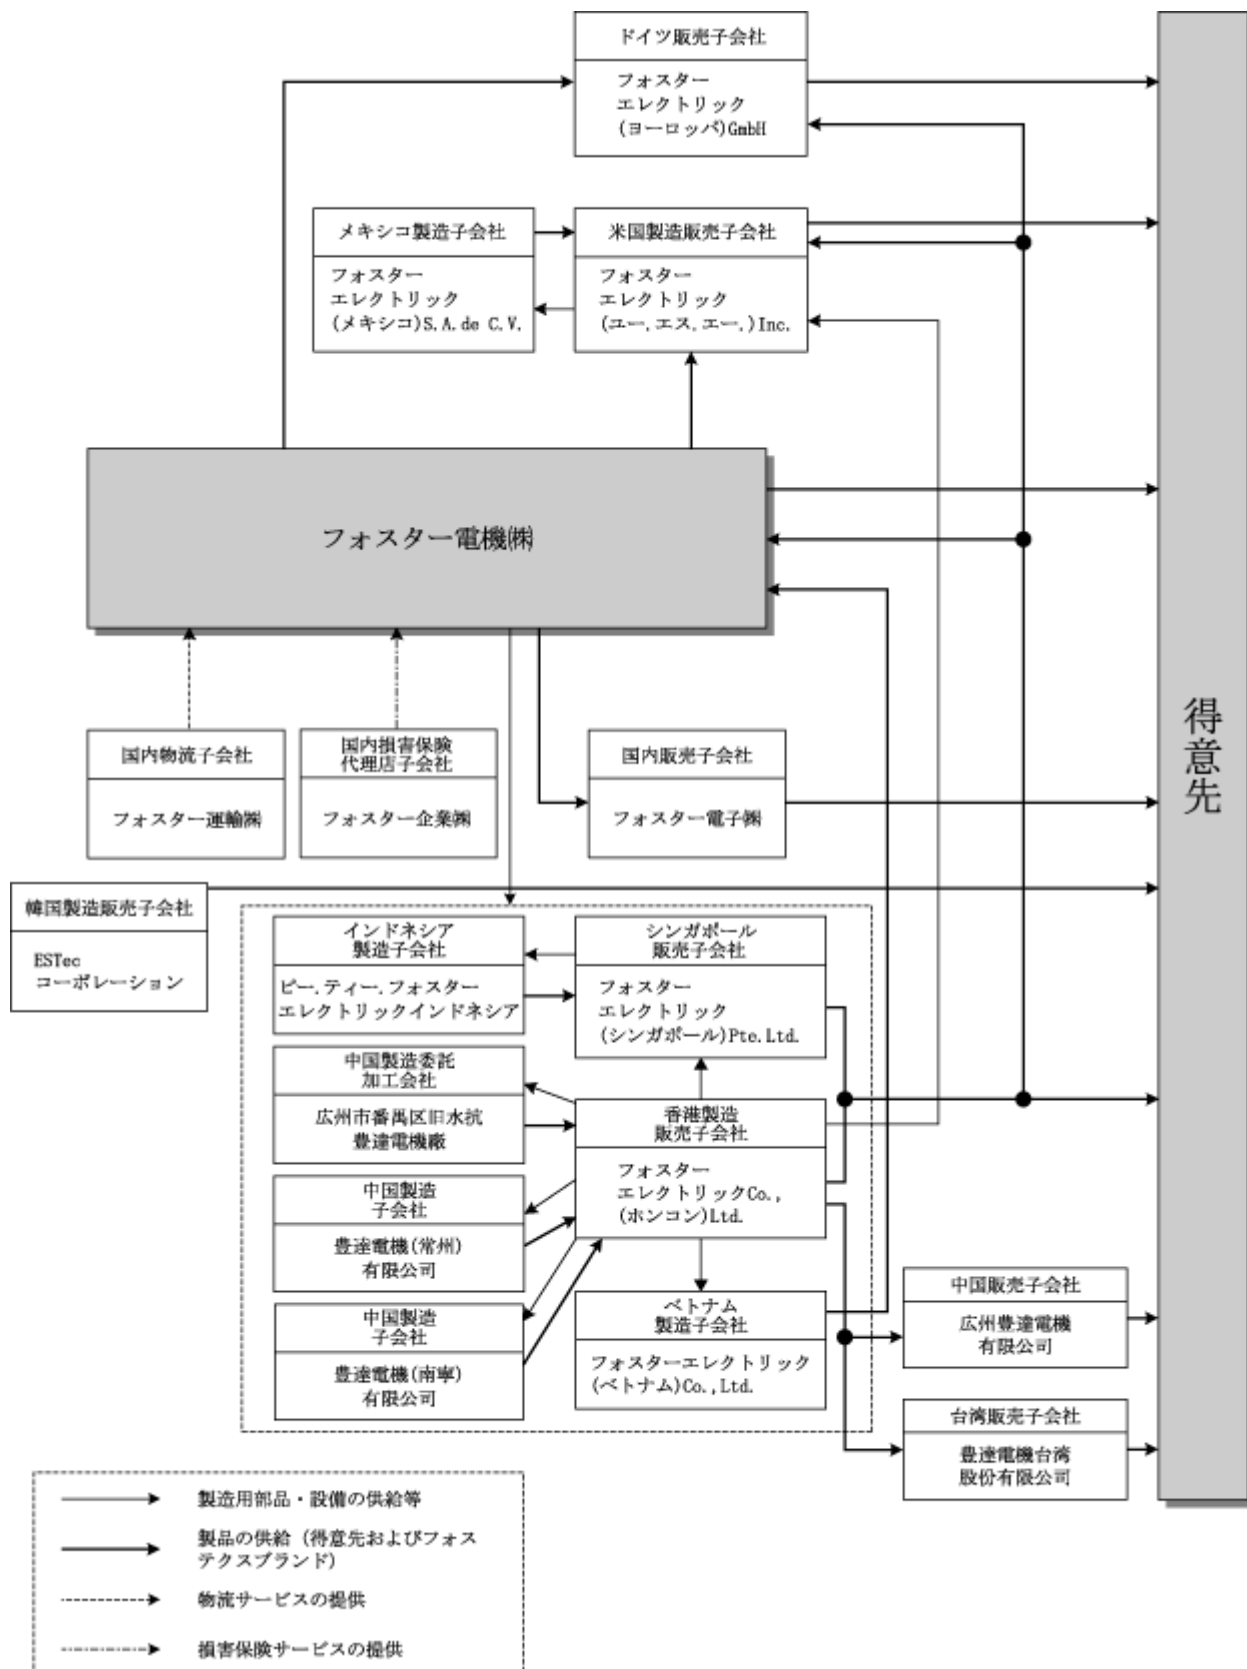 ドイツ販売子会社
フォスター
エレクトリック
(ヨーロッパ)GmbH
メキシコ製造子会社
フォスター
エレクトリック
(メキシコ)S.A.de C.V.
米国製造販売子会社
フォスター
エレクトリック
(ユー.エス.エー.)Inc.
フォスター電機㈱
得意先
国内物流子会社
フォスター運輸㈱
国内損害保険
代理店子会社
フォスター企業㈱
国内販売子会社
フォスター電子㈱
韓国製造販売子会社
ESTec
コーポレーション
インドネシア
製造子会社
ピー.ティー.フォスター
エレクトリックインドネシア
シンガポール
販売子会社
フォスター
エレクトリック
(シンガポール)Pte.Ltd.
中国製造委託
加工会社
広州市番禺区旧水抗
豊達電機廠
香港製造
販売子会社
フォスター
エレクトリックCo.,
(ホンコン)Ltd.
中国製造
子会社
豊達電機(常州)
有限公司
中国製造
子会社
豊達電機(南寧)
有限公司
ベトナム
製造子会社
フォスターエレクトリック
(ベトナム)Co.,Ltd.
中国販売子会社
広州豊達電機
有限公司
台湾販売子会社
豊達電機台湾
股份有限公司
製造用部品・設備の供給等
製品の供給（得意先およびフォス
テクスブランド）
物流サービスの提供
損害保険サービスの提供